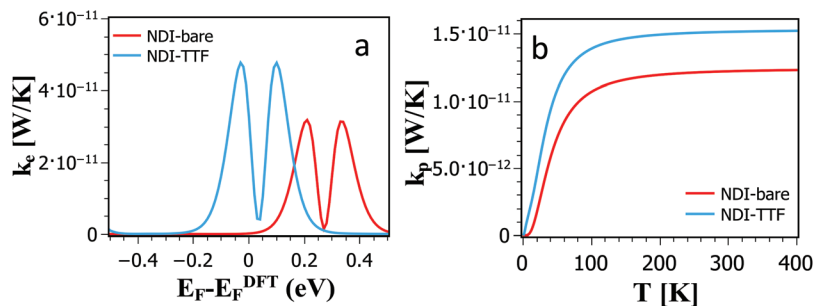 6·10⁻¹¹
4·10⁻¹¹
2·10⁻¹¹
0
kₑ [W/K]
NDI-bare
NDI-TTF
a
−0.4
−0.2
0
0.2
0.4
E_F-E_F^DFT (eV)
1.5·10⁻¹¹
1.0·10⁻¹¹
5.0·10⁻¹²
0
kₚ [W/K]
b
NDI-bare
NDI-TTF
0
100
200
300
400
T [K]